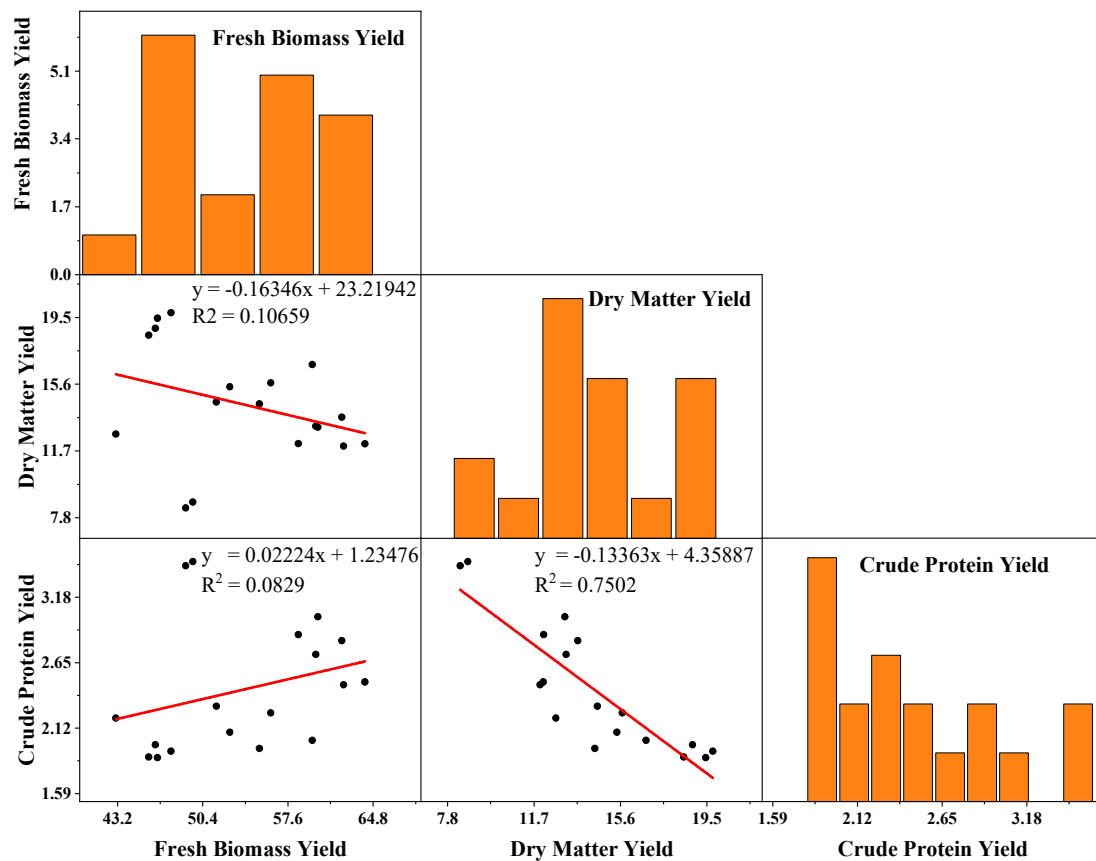 Fresh Biomass Yield
Fresh Biomass Yield
5.1
3.4
1.7
0.0
y = -0.16346x + 23.21942
R2 = 0.10659
Dry Matter Yield
Dry Matter Yield
19.5
15.6
11.7
7.8
y = 0.02224x + 1.23476
R² = 0.0829
y = -0.13363x + 4.35887
R² = 0.7502
Crude Protein Yield
Crude Protein Yield
3.18
2.65
2.12
1.59
43.2 50.4 57.6 64.8
7.8 11.7 15.6 19.5
1.59 2.12 2.65 3.18
Fresh Biomass Yield
Dry Matter Yield
Crude Protein Yield